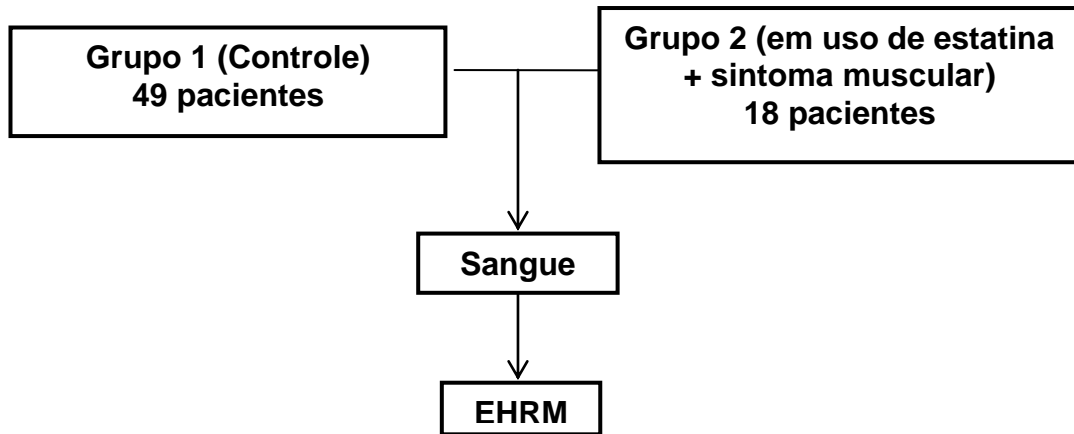 Grupo 1 (Controle)
49 pacientes
Grupo 2 (em uso de estatina
+ sintoma muscular)
18 pacientes
Sangue
EHRM